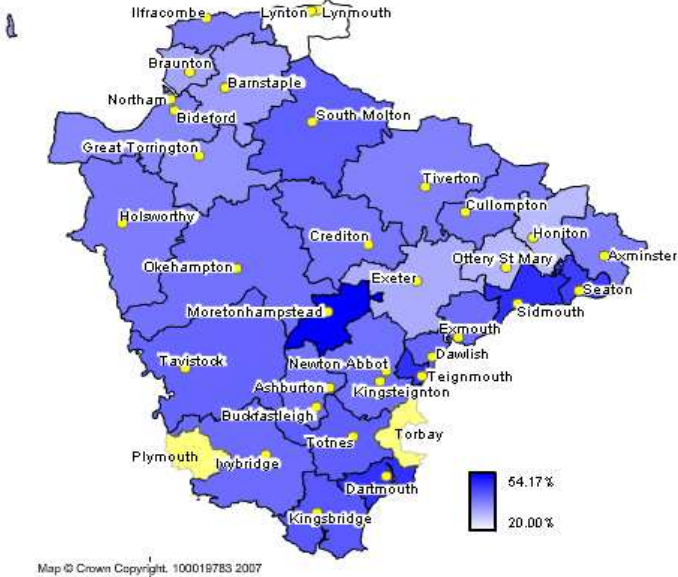 Ilfracombe
Lynton
Lynmouth
Braunton
Barnstaple
Northam
Bideford
South Molton
Great Torrington
Tiverton
Cullompton
Holsworthy
Crediton
Honiton
Ottery St Mary
Axminster
Okehampton
Exeter
Seaton
Moretonhampstead
Sidmouth
Exmouth
Dawlish
Tavistock
Newton Abbot
Teignmouth
Ashburton
Kingsteignton
Buckfastleigh
Torbay
Totnes
Plymouth
Ivybridge
Dartmouth
54.17%
Kingsbridge
20.00%
Map © Crown Copyright. 100019783 2007